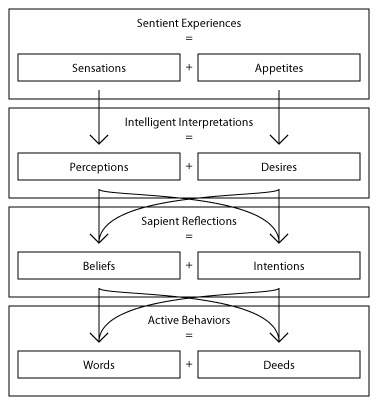 Sentient Experiences
=
Sensations + Appetites
Intelligent Interpretations
=
Perceptions + Desires
Sapient Reflections
=
Beliefs + Intentions
Active Behaviors
=
Words + Deeds